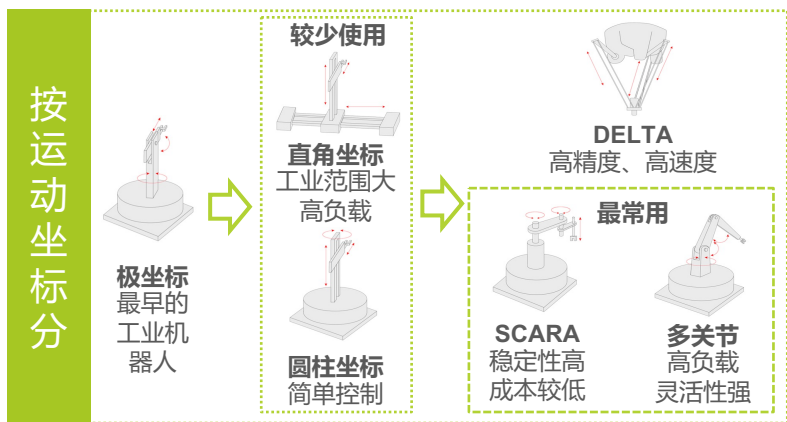 按运动坐标分
极坐标
最早的
工业机
器人
较少使用
直角坐标
工业范围大
高负载
圆柱坐标
简单控制
DELTA
高精度、高速度
最常用
SCARA
稳定性高
成本较低
多关节
高负载
灵活性强